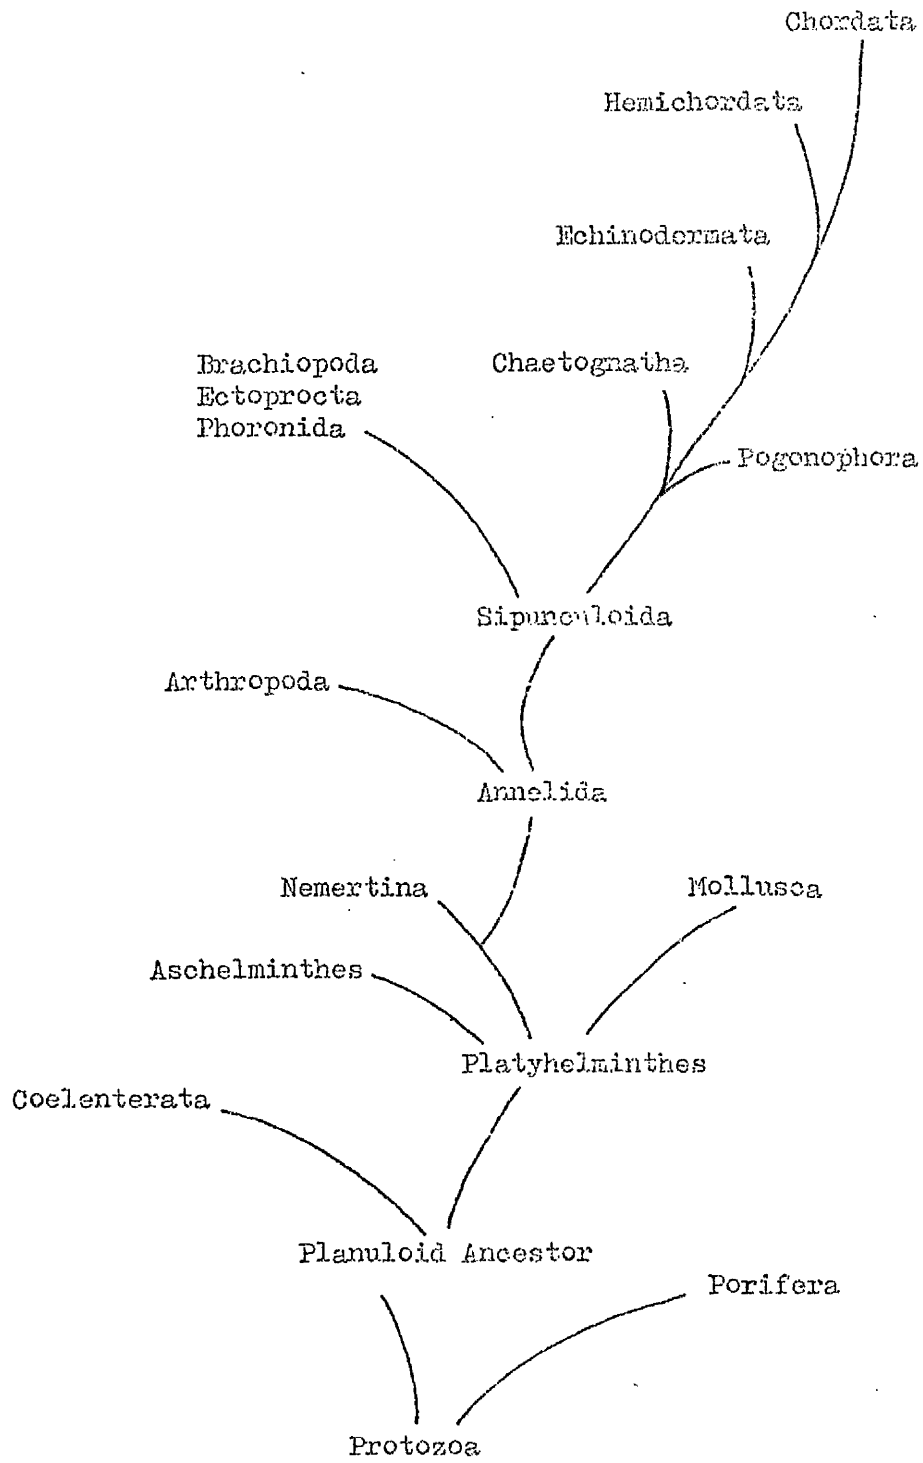 Chordata
Hemichordata
Echinodermata
Brachiopoda
Ectoprocta
Phoronida
Chaetognatha
Pogonophora
Sipunculoida
Arthropoda
Annelida
Nemertina
Mollusca
Aschelminthes
Platyhelminthes
Coelenterata
Planuloid Ancestor
Porifera
Protozoa